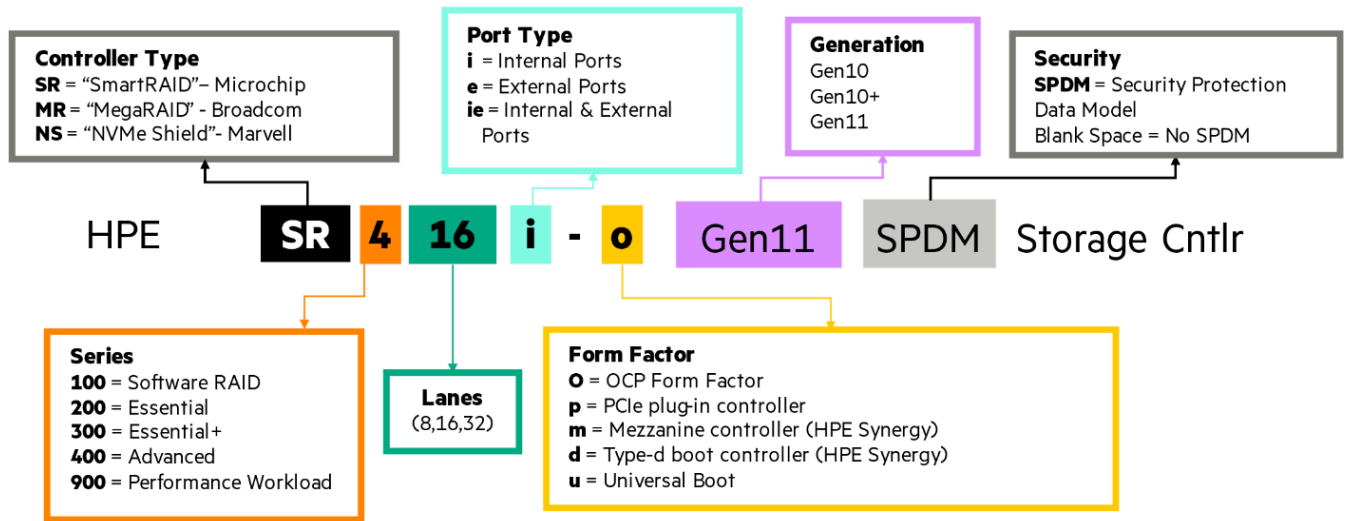 Controller Type
SR = “SmartRAID”– Microchip
MR = “MegaRAID” - Broadcom
NS = “NVMe Shield”- Marvell
Port Type
i = Internal Ports
e = External Ports
ie = Internal & External
Ports
Generation
Gen10
Gen10+
Gen11
Security
SPDM = Security Protection
Data Model
Blank Space = No SPDM
HPE SR 4 16 i - o Gen11 SPDM Storage Cntlr
Series
100 = Software RAID
200 = Essential
300 = Essential+
400 = Advanced
900 = Performance Workload
Lanes
(8,16,32)
Form Factor
O = OCP Form Factor
p = PCIe plug-in controller
m = Mezzanine controller (HPE Synergy)
d = Type-d boot controller (HPE Synergy)
u = Universal Boot